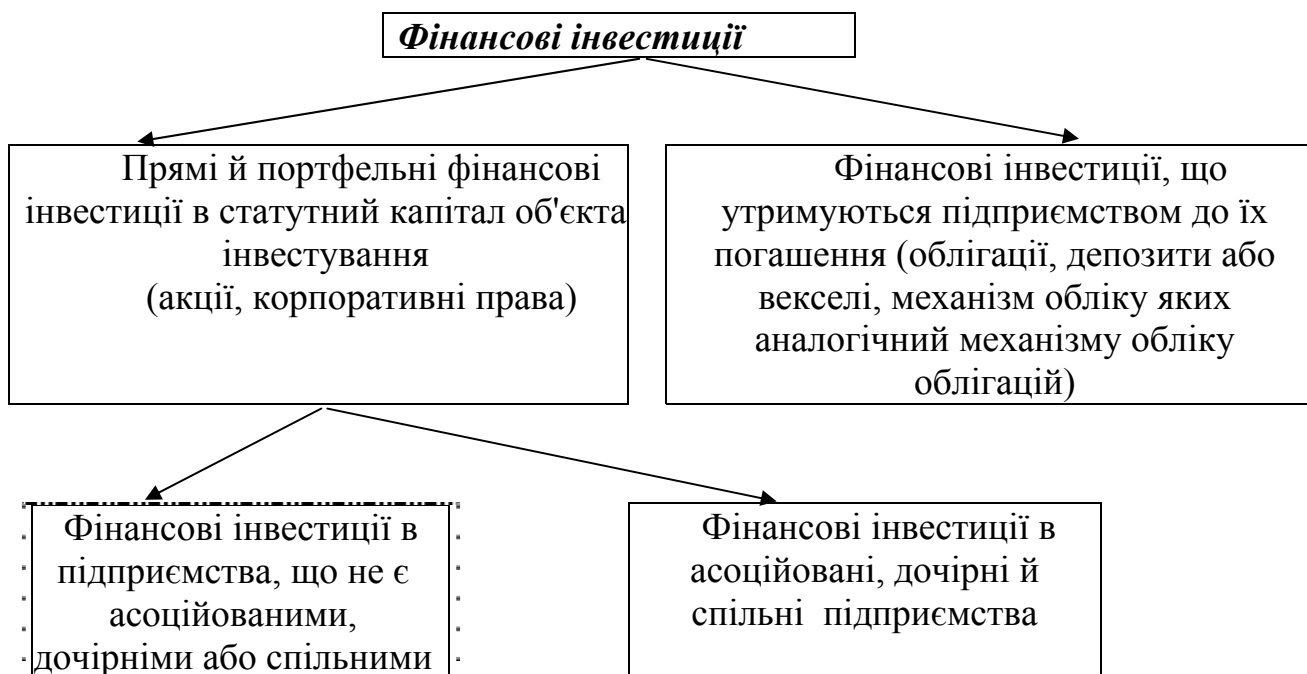 Фінансові інвестиції
Прямі й портфельні фінансові
інвестиції в статутний капітал об'єкта
інвестування
(акції, корпоративні права)
Фінансові інвестиції, що
утримуються підприємством до їх
погашення (облігації, депозити або
векселі, механізм обліку яких
аналогічний механізму обліку
облігацій)
Фінансові інвестиції в
підприємства, що не є
асоційованими,
дочірніми або спільними
Фінансові інвестиції в
асоційовані, дочірні й
спільні підприємства